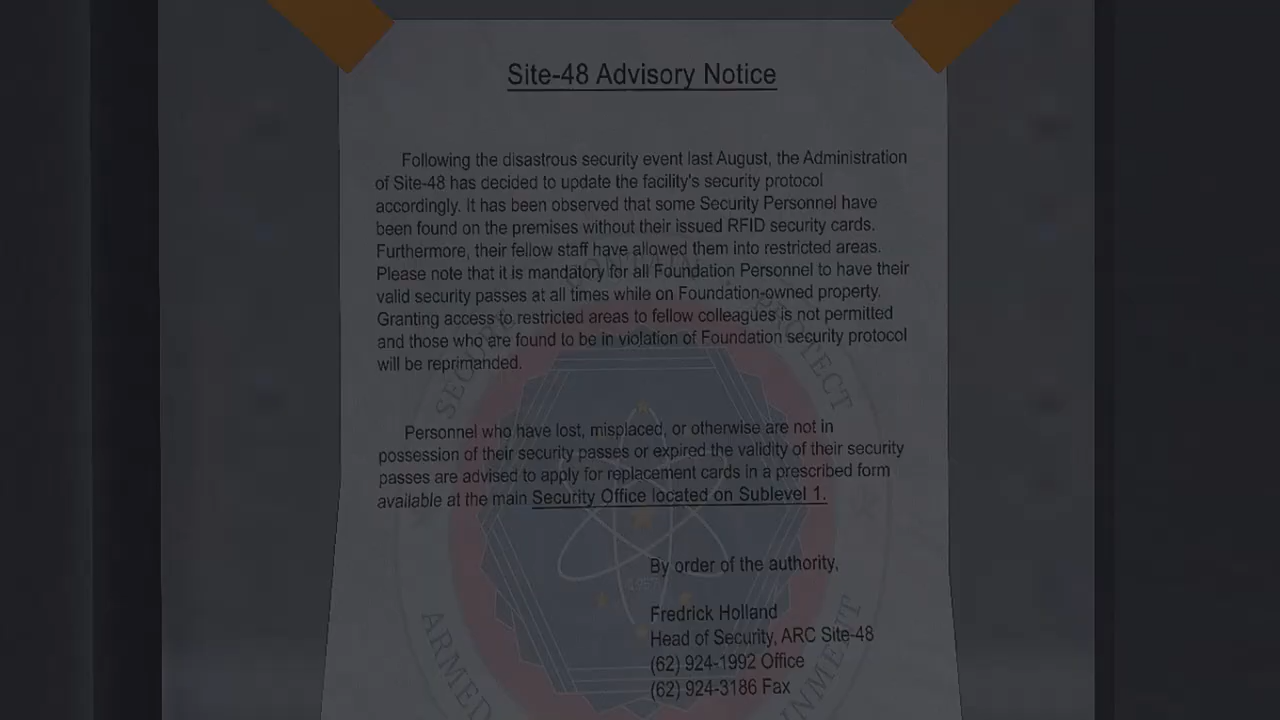 Site-48 Advisory Notice
Following the disastrous security event last August, the Administration
of Site-48 has decided to update the facility's security protocol
accordingly. It has been observed that some Security Personnel have
been found on the premises without their issued RFID security cards.
Furthermore, their fellow staff have allowed them into restricted areas.
Please note that it is mandatory for all Foundation Personnel to have their
valid security passes at all times while on Foundation-owned property.
Granting access to restricted areas to fellow colleagues is not permitted
and those who are found to be in violation of Foundation security protocol
will be reprimanded.
Personnel who have lost, misplaced, or otherwise are not in
possession of their security passes or expired the validity of their security
passes are advised to apply for replacement cards in a prescribed form
available at the main Security Office located on Sublevel 1.
By order of the authority,
Fredrick Holland
Head of Security, ARC Site-48
(62) 924-1992 Office
(62) 924-3186 Fax
SECURE CONTAIN PROTECT
ARMED